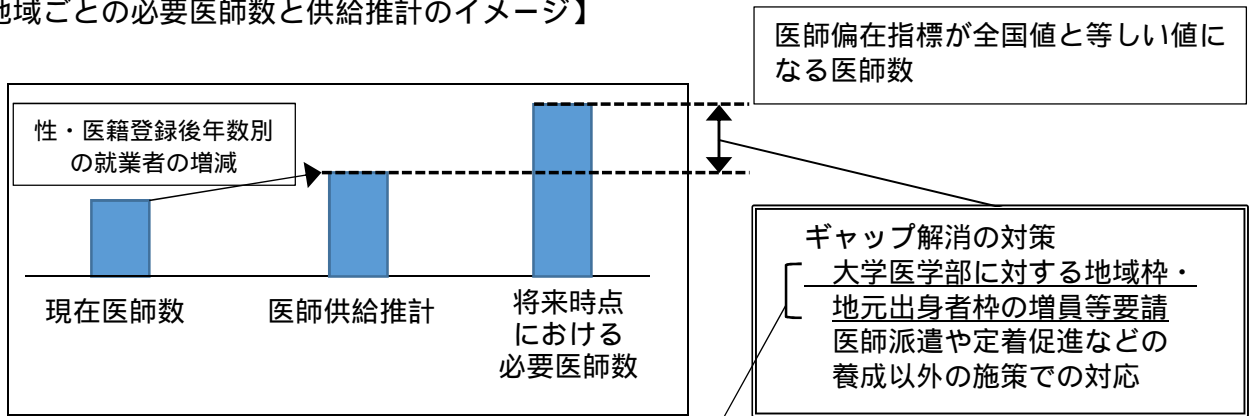 地域ごとの必要医師数と供給推計のイメージ】
医師偏在指標が全国値と等しい値に
なる医師数
性・医籍登録後年数別
の就業者の増減
ギャップ解消の対策
大学医学部に対する地域枠・
地元出身者枠の増員等要請
医師派遣や定着促進などの
養成以外の施策での対応
現在医師数
医師供給推計
将来時点
における
必要医師数